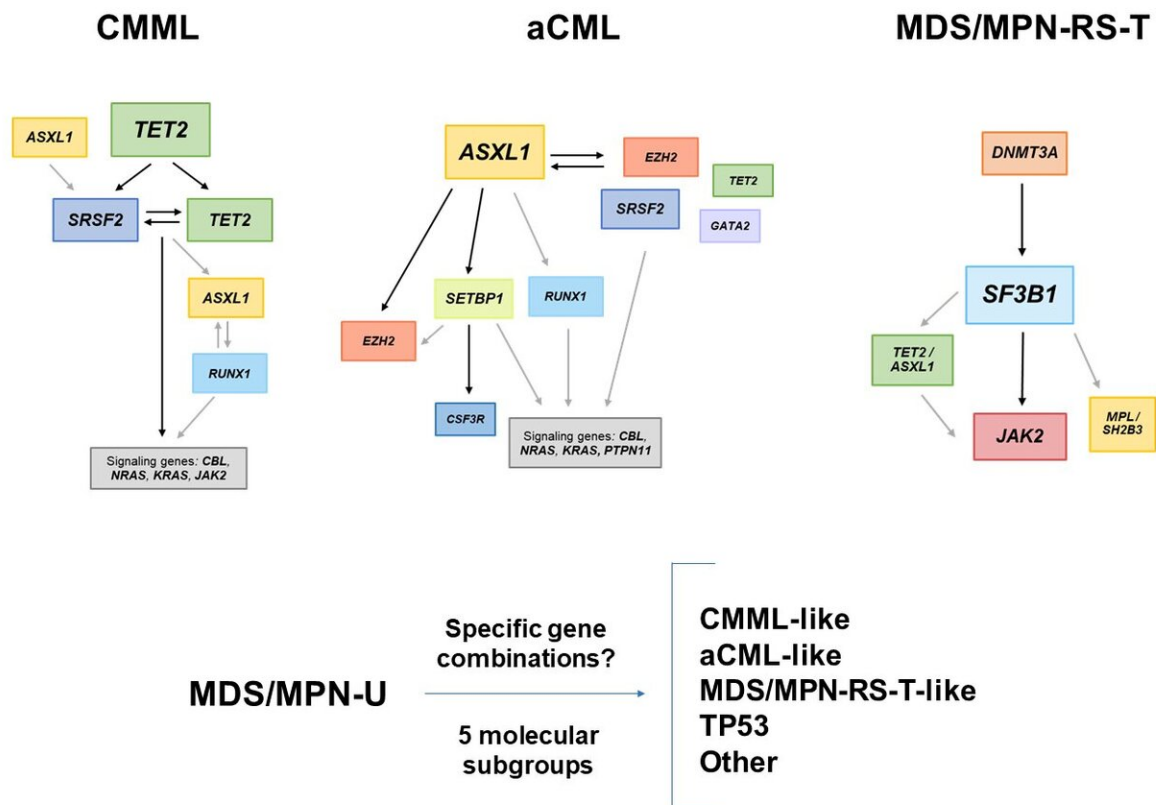 CMML
ASXL1
TET2
SRSF2
TET2
ASXL1
RUNX1
Signaling genes: CBL,
NRAS, KRAS, JAK2
aCML
ASXL1
EZH2
TET2
SRSF2
GATA2
SETBP1
RUNX1
EZH2
CSF3R
Signaling genes: CBL,
NRAS, KRAS, PTPN11
MDS/MPN-RS-T
DNMT3A
SF3B1
TET2 /
ASXL1
JAK2
MPL /
SH2B3
MDS/MPN-U
Specific gene
combinations?
5 molecular
subgroups
CMML-like
aCML-like
MDS/MPN-RS-T-like
TP53
Other